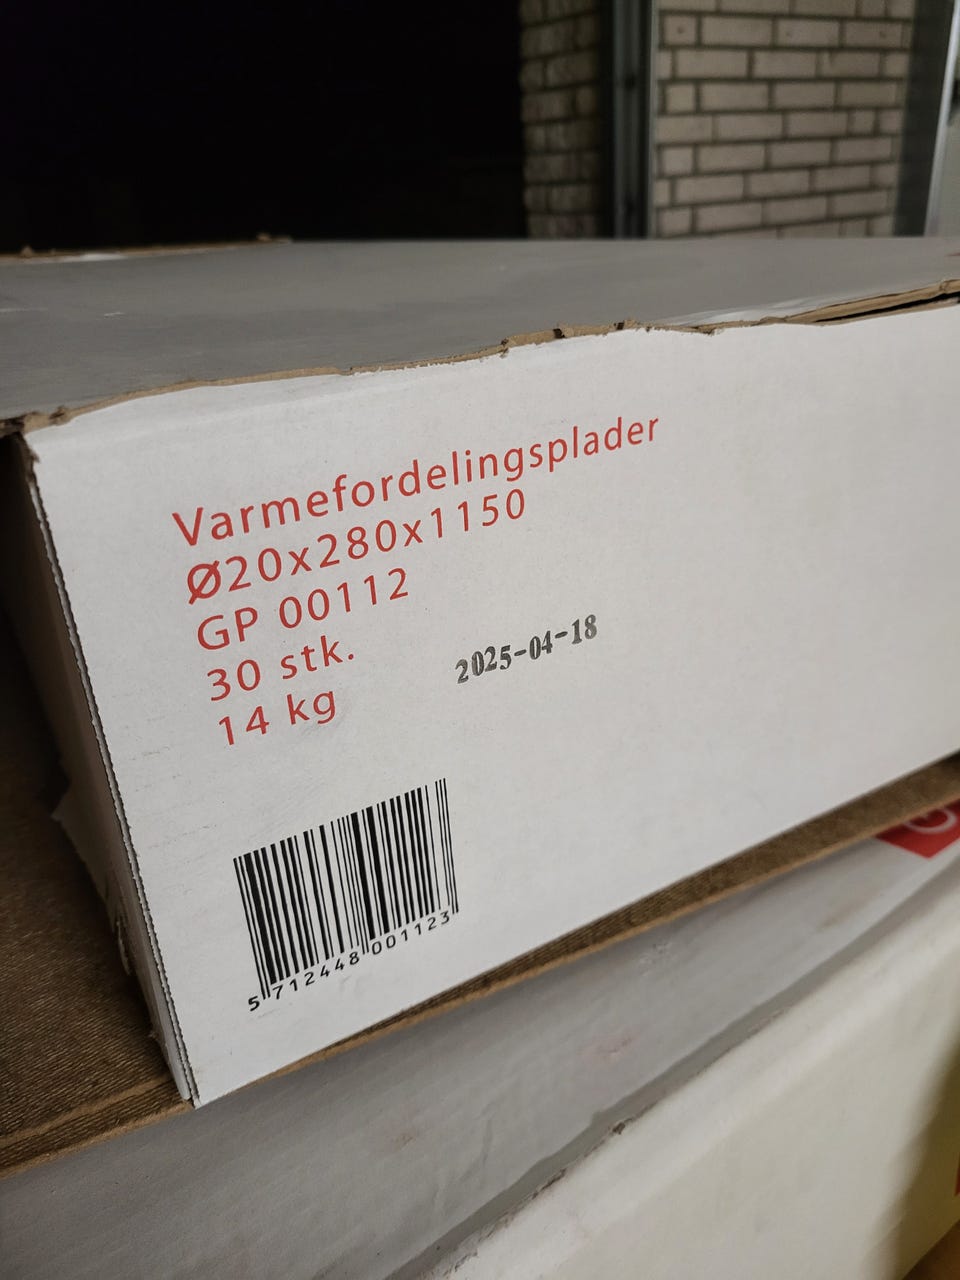 Varmefordelingsplader
Ø20x280x1150
GP 00112
30 stk.
14 kg
2025-04-18
5 712448 001123